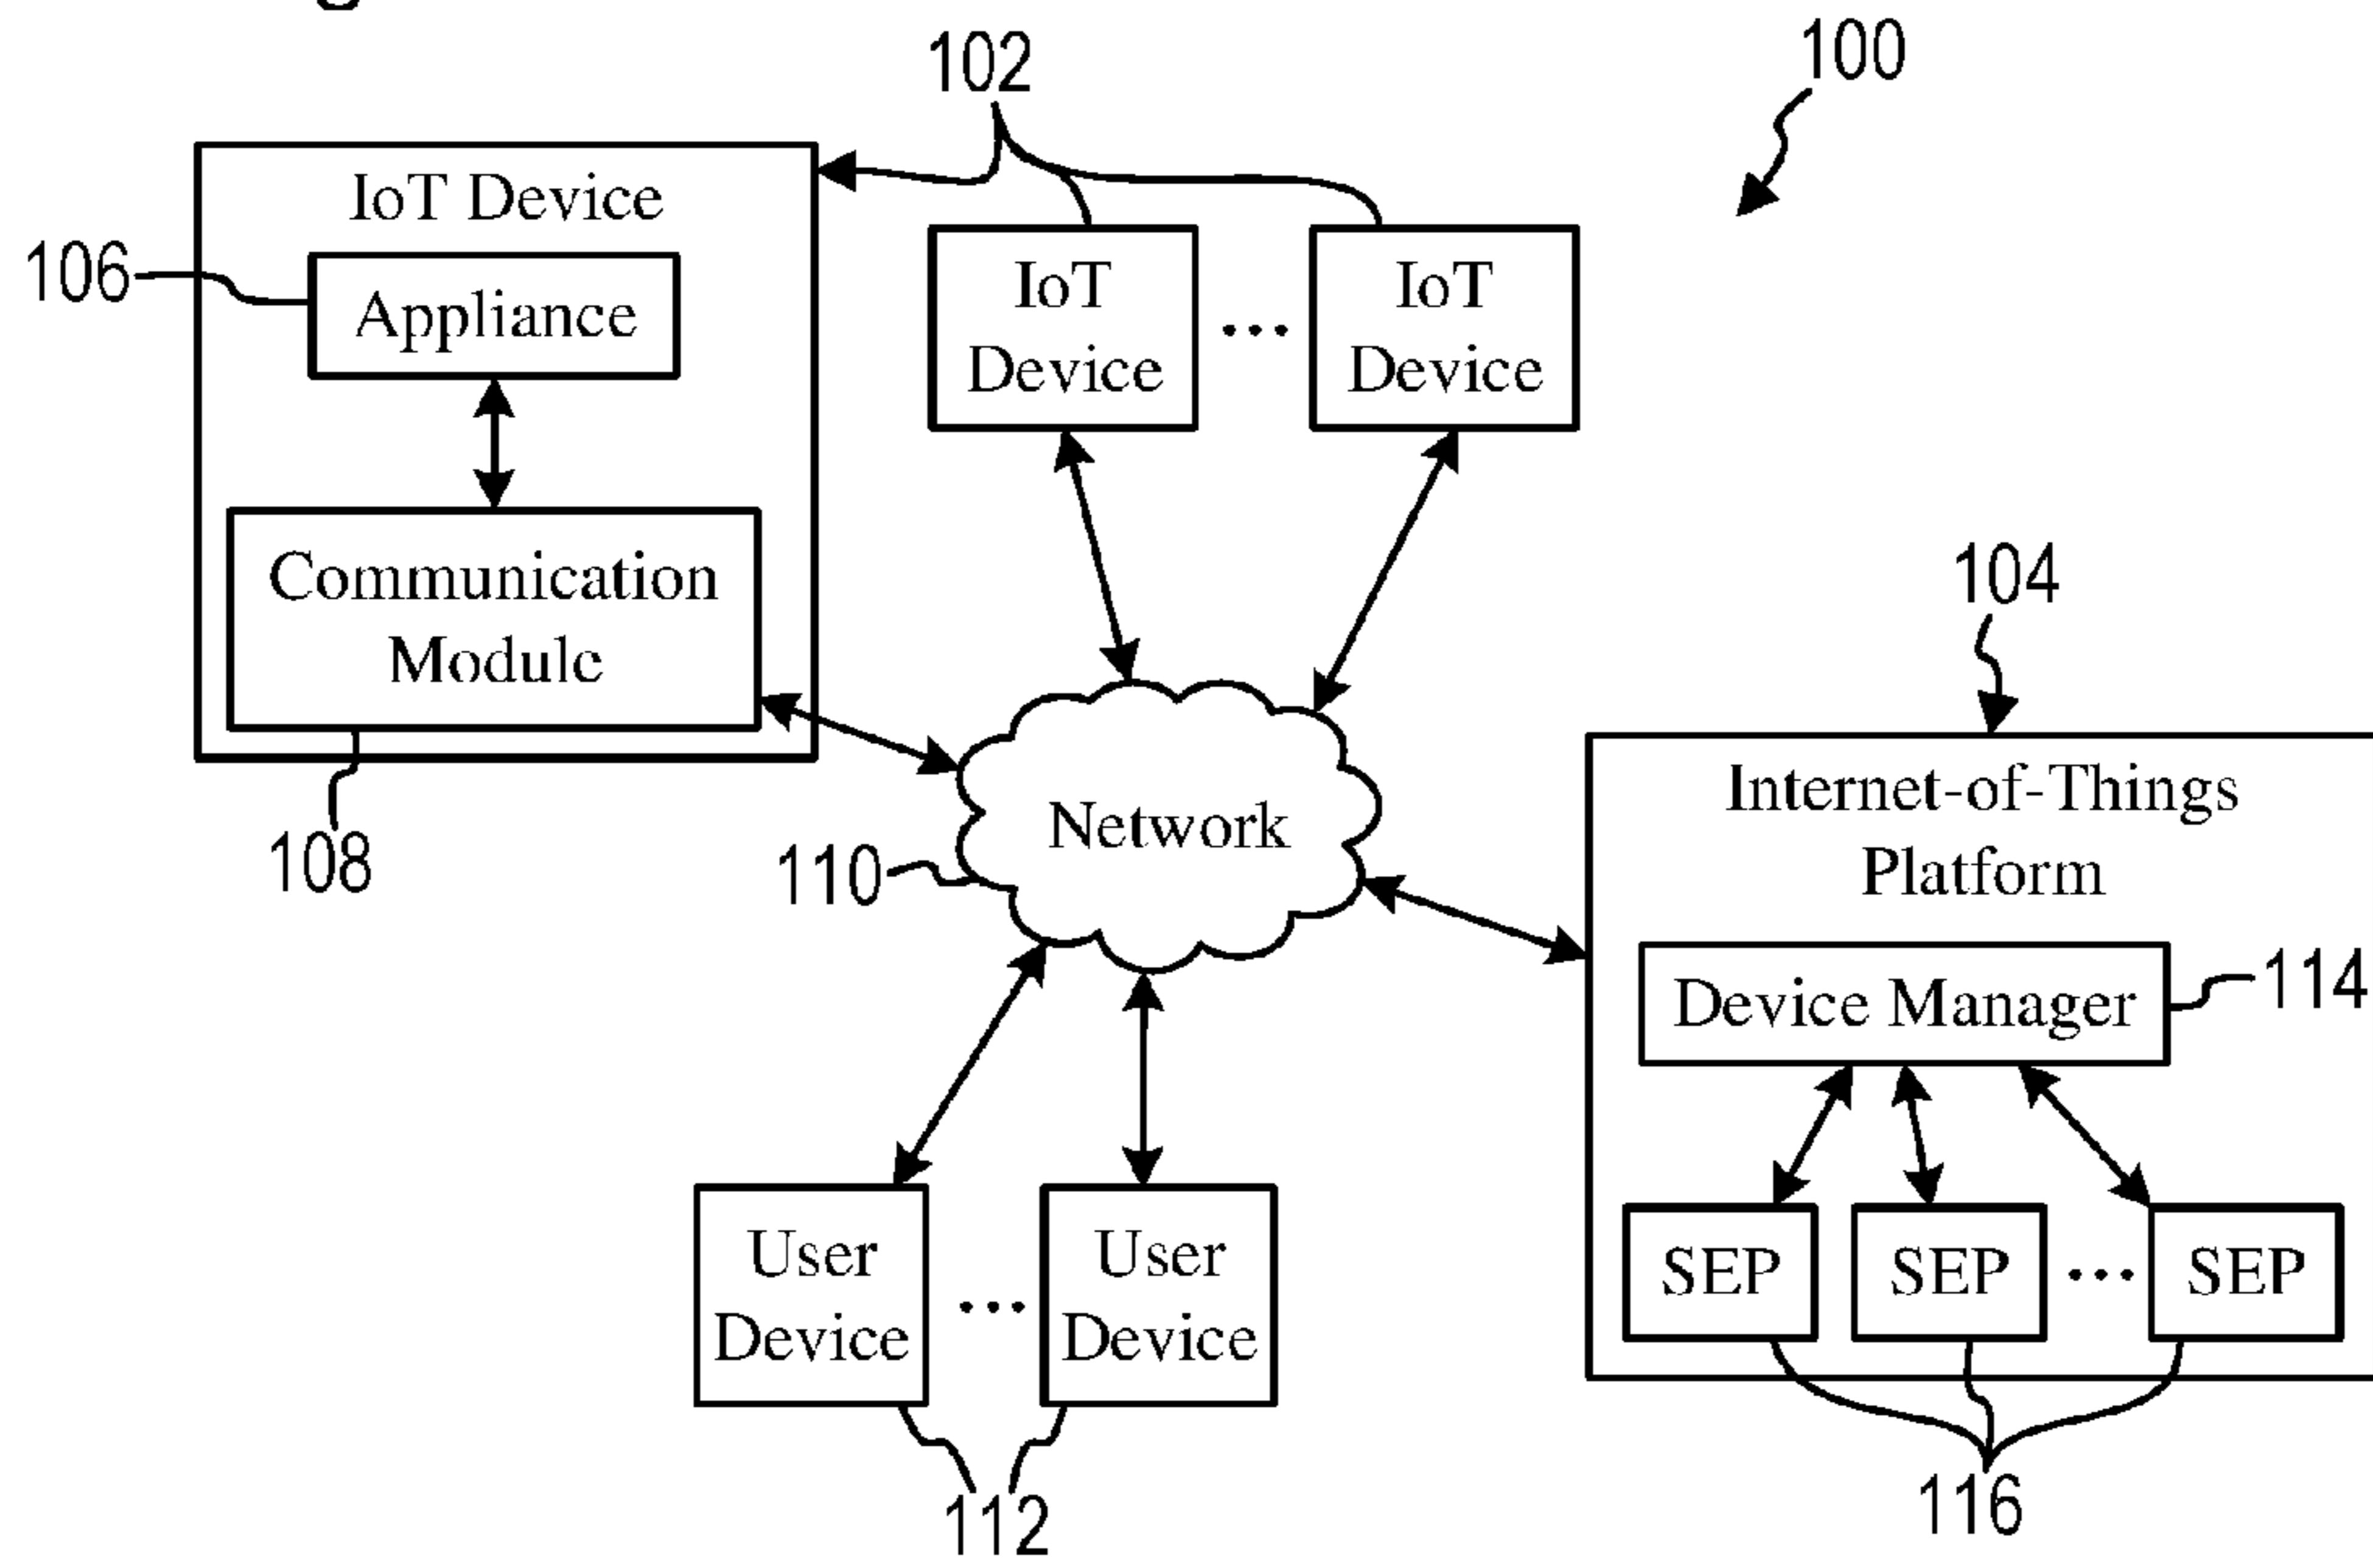 102
100
IoT Device
106
Appliance
IoT
Device
...
IoT
Device
Communication
Module
108
104
Network
110
Internet-of-Things
Platform
Device Manager
114
User
Device
...
User
Device
112
SEP
SEP
...
SEP
116